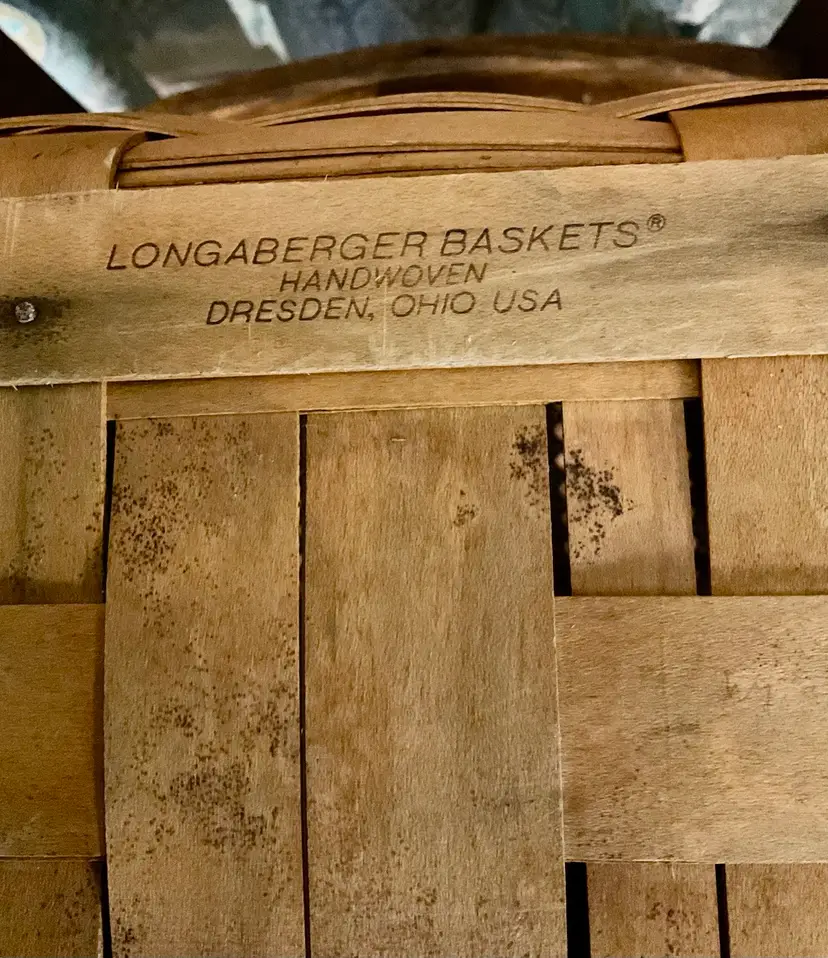 LONGABERGER BASKETS®
HANDWOVEN
DRESDEN, OHIO USA